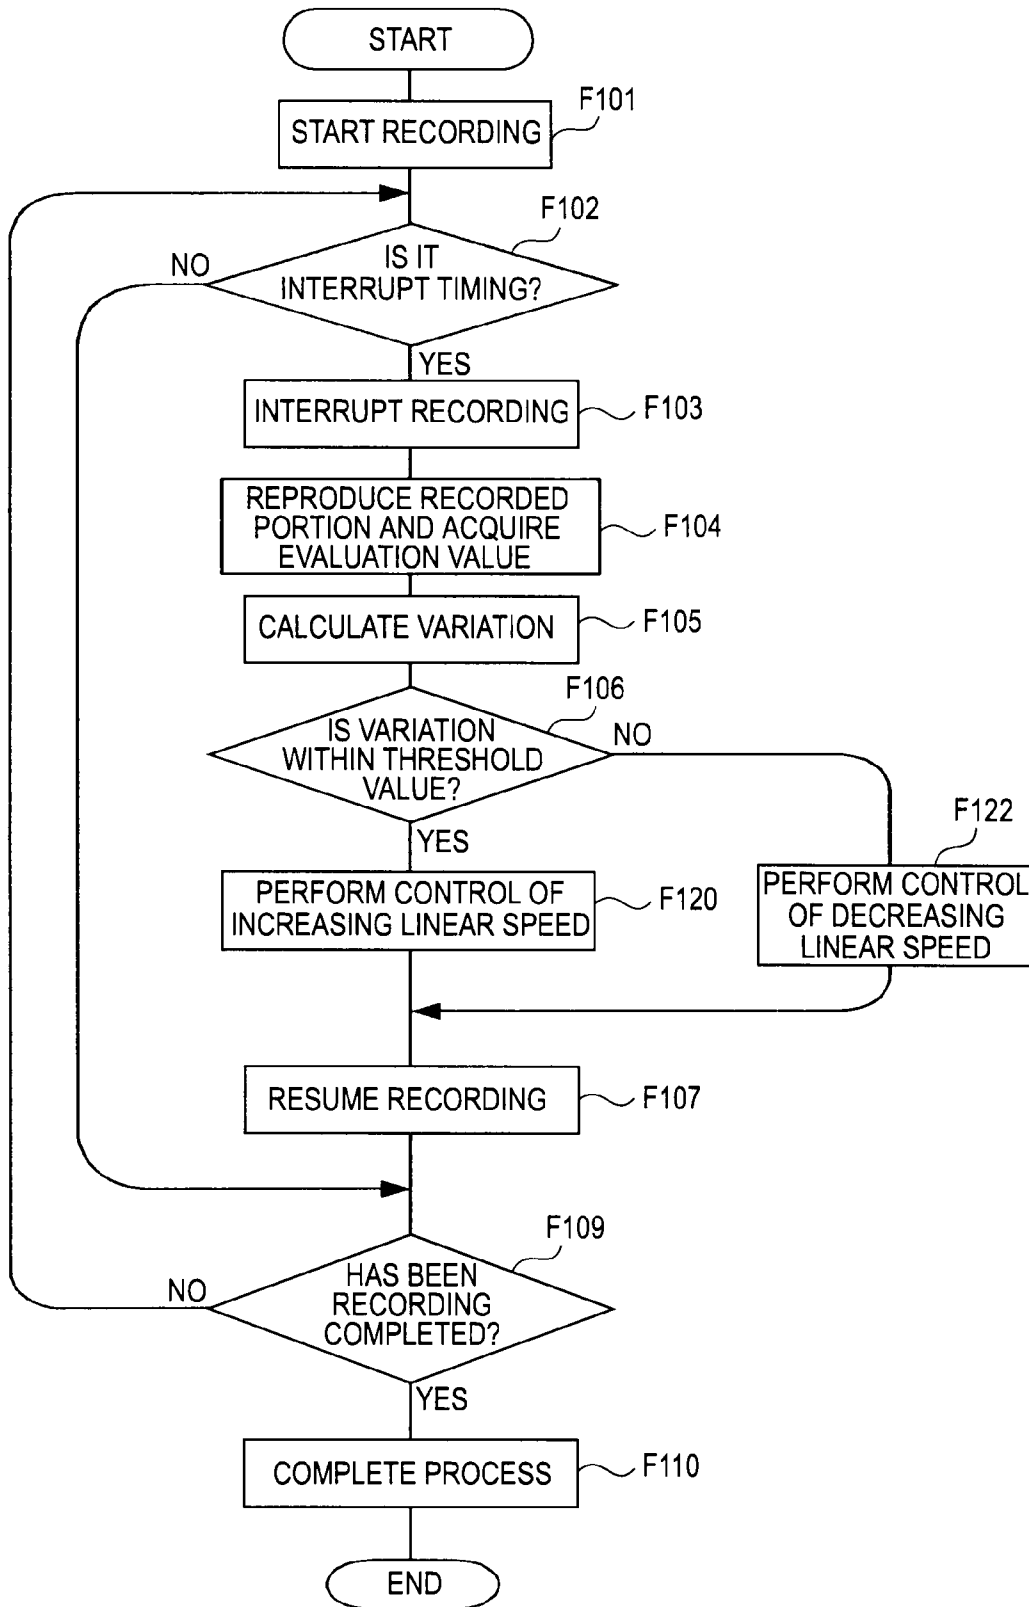 START
F101
START RECORDING
F102
IS IT
INTERRUPT TIMING?
NO
YES
INTERRUPT RECORDING
F103
REPRODUCE RECORDED
PORTION AND ACQUIRE
EVALUATION VALUE
F104
CALCULATE VARIATION
F105
F106
IS VARIATION
WITHIN THRESHOLD
VALUE?
NO
YES
F122
PERFORM CONTROL OF
INCREASING LINEAR SPEED
F120
PERFORM CONTROL
OF DECREASING
LINEAR SPEED
RESUME RECORDING
F107
F109
HAS BEEN
RECORDING
COMPLETED?
NO
YES
COMPLETE PROCESS
F110
END